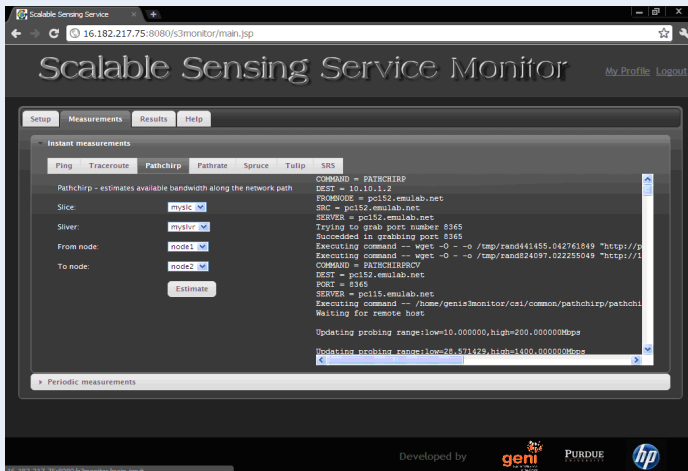 Scalable Sensing Service
16.182.217.75:8080/s3monitor/main.jsp
Scalable Sensing Service Monitor
My Profile Logout
Setup Measurements Results Help
Instant measurements
Ping Traceroute Pathchirp Pathrate Spruce Tulip SRS
Pathchirp - estimates available bandwidth along the network path
Slice: myslc
Sliver: myslvr
From node: node1
To node: node2
Estimate
COMMAND = PATHCHIRP
DEST = 10.10.1.2
FROMNODE = pc152.emulab.net
SRC = pc152.emulab.net
SERVER = pc152.emulab.net
Trying to grab port number 8365
Succedded in grabbing port 8365
Executing command -- wget -O - -o /tmp/rand441455.042761849 "http://p
Executing command -- wget -O - -o /tmp/rand824097.022255049 "http://1
COMMAND = PATHCHIRPRCV
DEST = pc152.emulab.net
PORT = 8365
SERVER = pc115.emulab.net
Executing command -- /home/genis3monitor/csi/common/pathchirp/pathchi
Waiting for remote host
Updating probing range:low=10.000000,high=200.000000Mbps
Updating probing range:low=28.571429,high=1400.000000Mbps
Periodic measurements
Developed by
geni
PURDUE
UNIVERSITY
hp